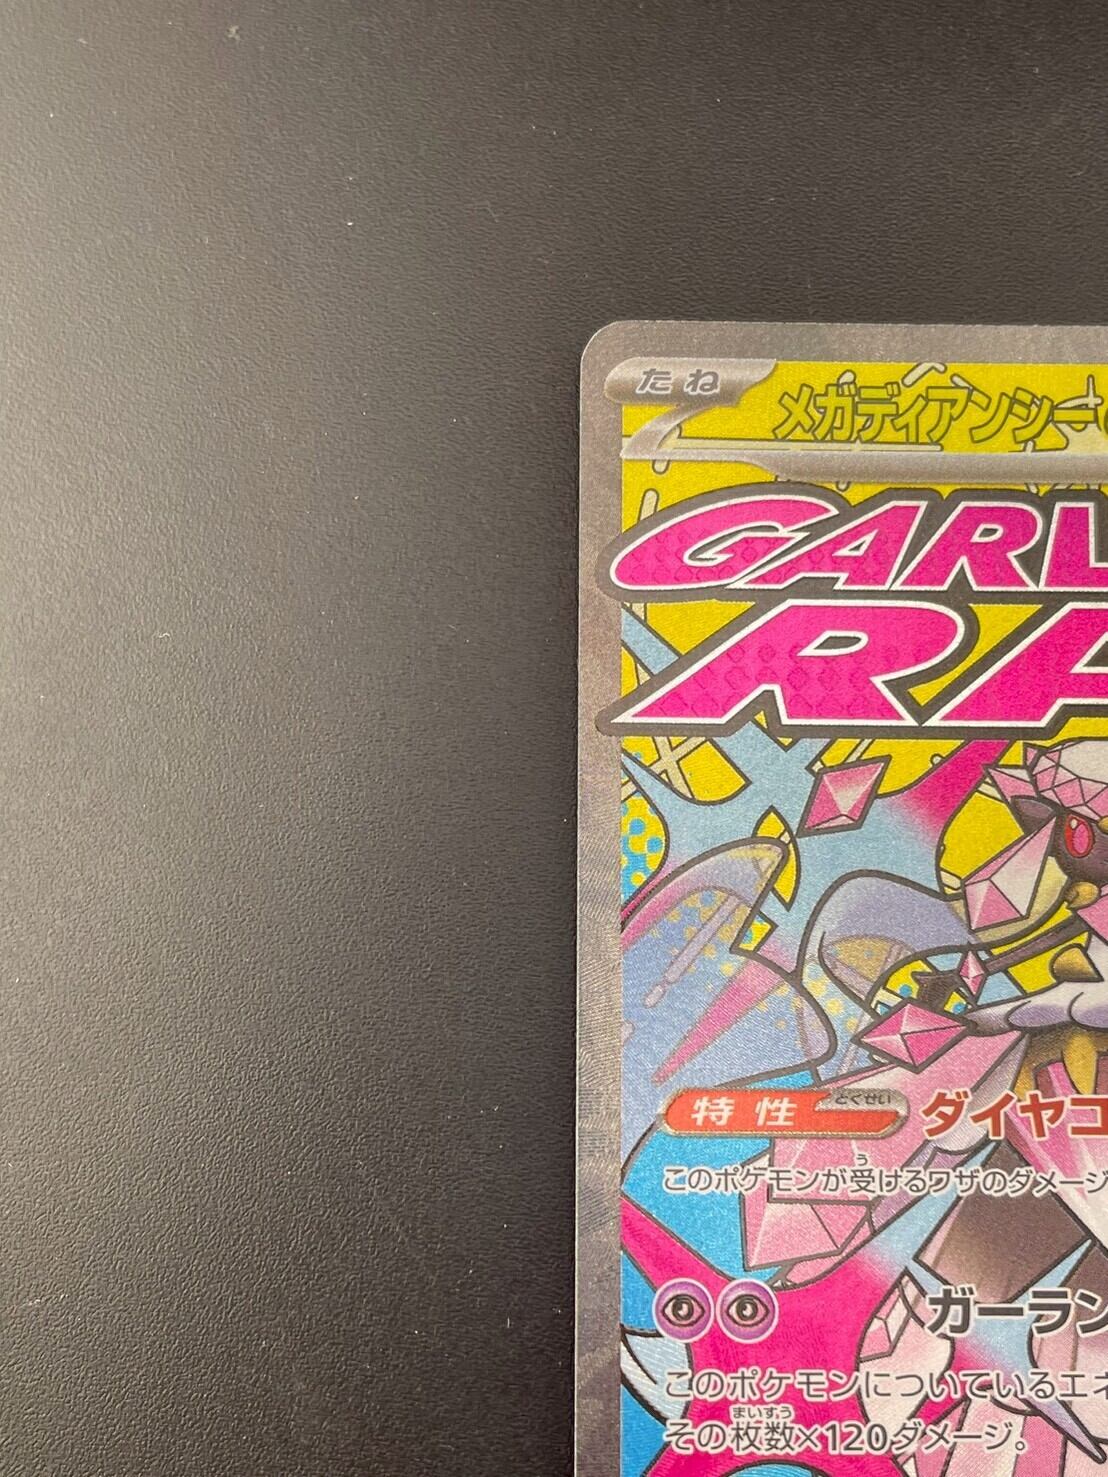 たね
メガディアンシー
GARL
RA
特性 とくせい ダイヤコ
う
このポケモンが受けるワザのダメージ
ガーラン
このポケモンについているエネ
まいすう
その枚数×120ダメージ。